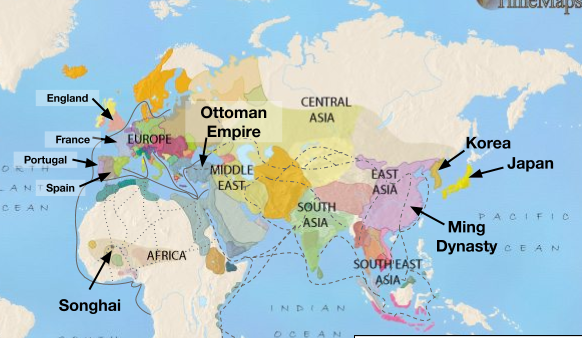 TimeMaps
England
CENTRAL
ASIA
Ottoman
Empire
France
EUROPE
Korea
Portugal
Japan
MIDDLE
EAST
EAST
ASIA
Spain
SOUTH
ASIA
PACIFIC
OCEAN
Ming
Dynasty
AFRICA
SOUTH EAST
ASIA
Songhai
INDIAN
OCEAN
OCEAN